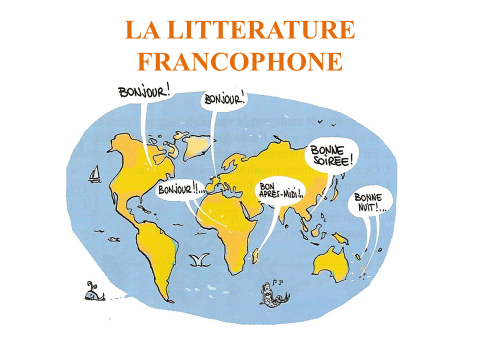 LA LITTERATURE
FRANCOPHONE
BONJOUR!
BONJOUR!
BONNE
SOIRÉE!
BONJOUR!!...
BON
APRÈS-MIDI!..
BONNE
NUIT!...